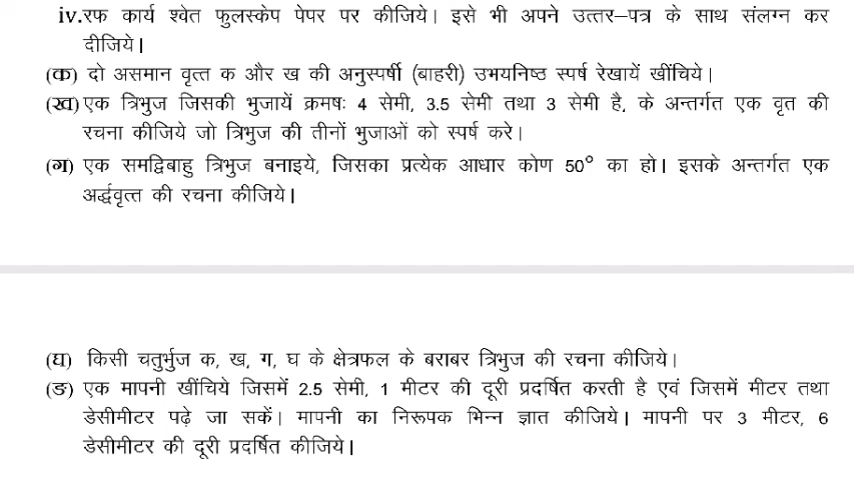 iv.रफ कार्य श्वेत फुलस्केप पेपर पर कीजिये। इसे भी अपने उत्तर–पत्र के साथ संलग्न कर
दीजिये।
(क) दो असमान वृत्त क और ख की अनुस्पर्षी (बाहरी) उभयनिष्ठ स्पर्ष रेखायें खींचिये।
(ख) एक त्रिभुज जिसकी भुजायें क्रमषः 4 सेमी, 3.5 सेमी तथा 3 सेमी है, के अन्तर्गत एक वृत की
रचना कीजिये जो त्रिभुज की तीनों भुजाओं को स्पर्ष करे।
(ग) एक समद्विबाहु त्रिभुज बनाइये, जिसका प्रत्येक आधार कोण 50° का हो। इसके अन्तर्गत एक
अर्द्धवृत्त की रचना कीजिये।
(घ) किसी चतुर्भुज क, ख, ग, घ के क्षेत्रफल के बराबर त्रिभुज की रचना कीजिये।
(ङ) एक मापनी खींचिये जिसमें 2.5 सेमी, 1 मीटर की दूरी प्रदर्षित करती है एवं जिसमें मीटर तथा
डेसीमीटर पढ़े जा सकें। मापनी का निरूपक भिन्न ज्ञात कीजिये। मापनी पर 3 मीटर, 6
डेसीमीटर की दूरी प्रदर्षित कीजिये।